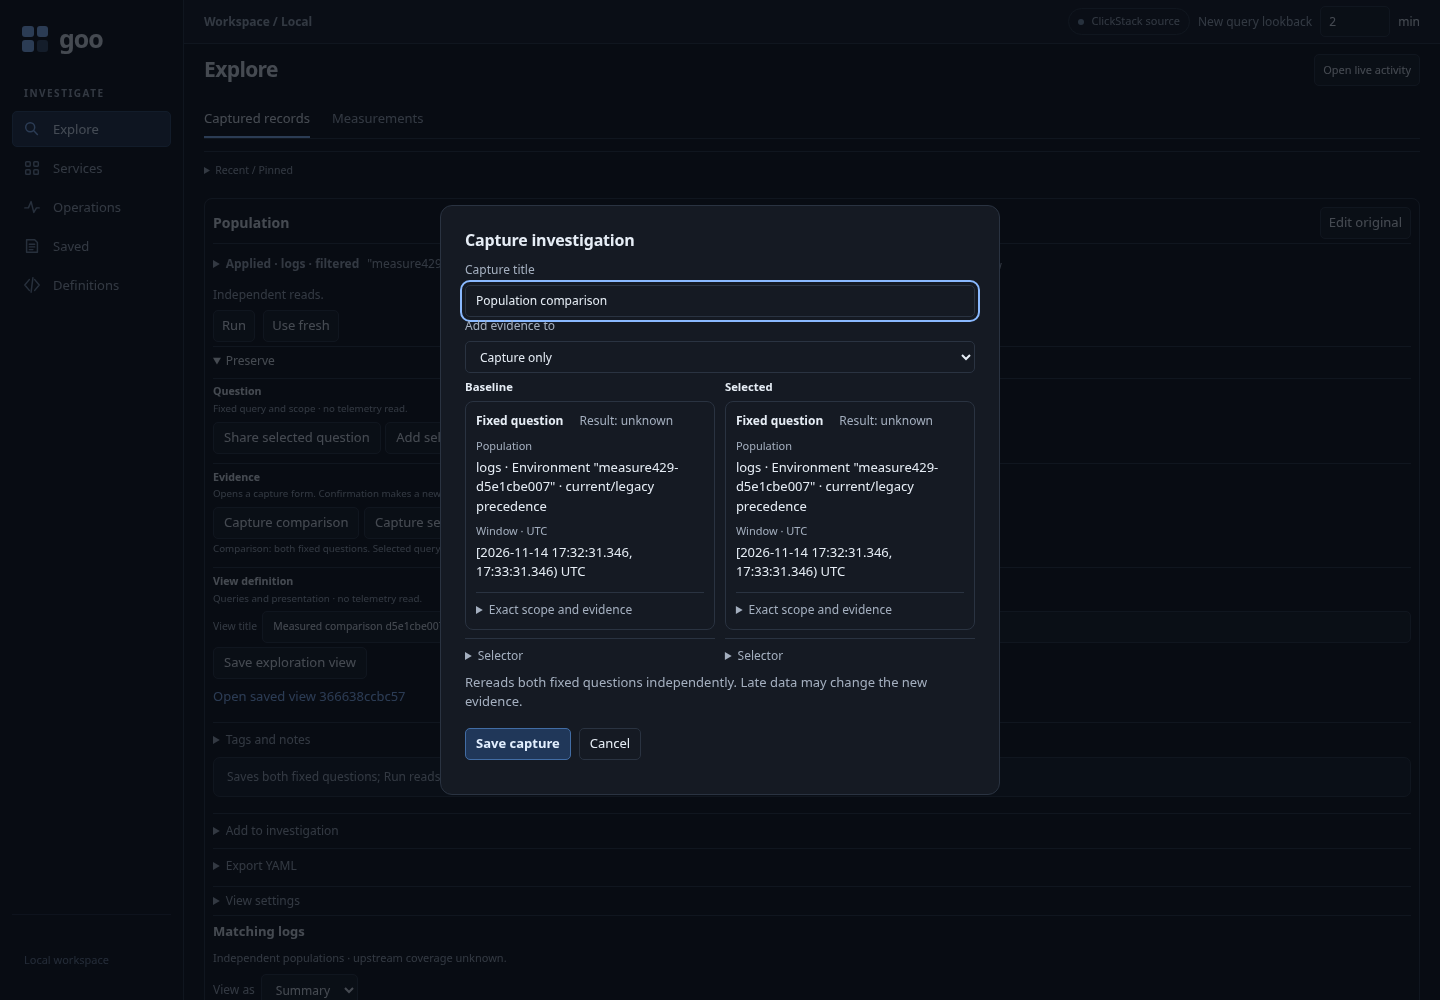 goo
INVESTIGATE
Explore
Services
Operations
Saved
Definitions
Local workspace
Workspace / Local
ClickStack source
New query lookback
2
min
Explore
Open live activity
Captured records
Measurements
Recent / Pinned
Population
Edit original
Applied · logs · filtered "measure429
Independent reads.
Run
Use fresh
Preserve
Question
Fixed query and scope · no telemetry read.
Share selected question
Add sel
Evidence
Opens a capture form. Confirmation makes a new
Capture comparison
Capture se
Comparison: both fixed questions. Selected query
View definition
Queries and presentation · no telemetry read.
View title
Measured comparison d5e1cbe007
Save exploration view
Open saved view 366638ccbc57
Tags and notes
Saves both fixed questions; Run reads
Add to investigation
Export YAML
View settings
Matching logs
Independent populations · upstream coverage unknown.
View as
Summary
Capture investigation
Capture title
Population comparison
Add evidence to
Capture only
Baseline
Fixed question Result: unknown
Population
logs · Environment "measure429-
d5e1cbe007" · current/legacy
precedence
Window · UTC
[2026-11-14 17:32:31.346,
17:33:31.346) UTC
Exact scope and evidence
Selector
Selected
Fixed question Result: unknown
Population
logs · Environment "measure429-
d5e1cbe007" · current/legacy
precedence
Window · UTC
[2026-11-14 17:32:31.346,
17:33:31.346) UTC
Exact scope and evidence
Selector
Rereads both fixed questions independently. Late data may change the new
evidence.
Save capture
Cancel